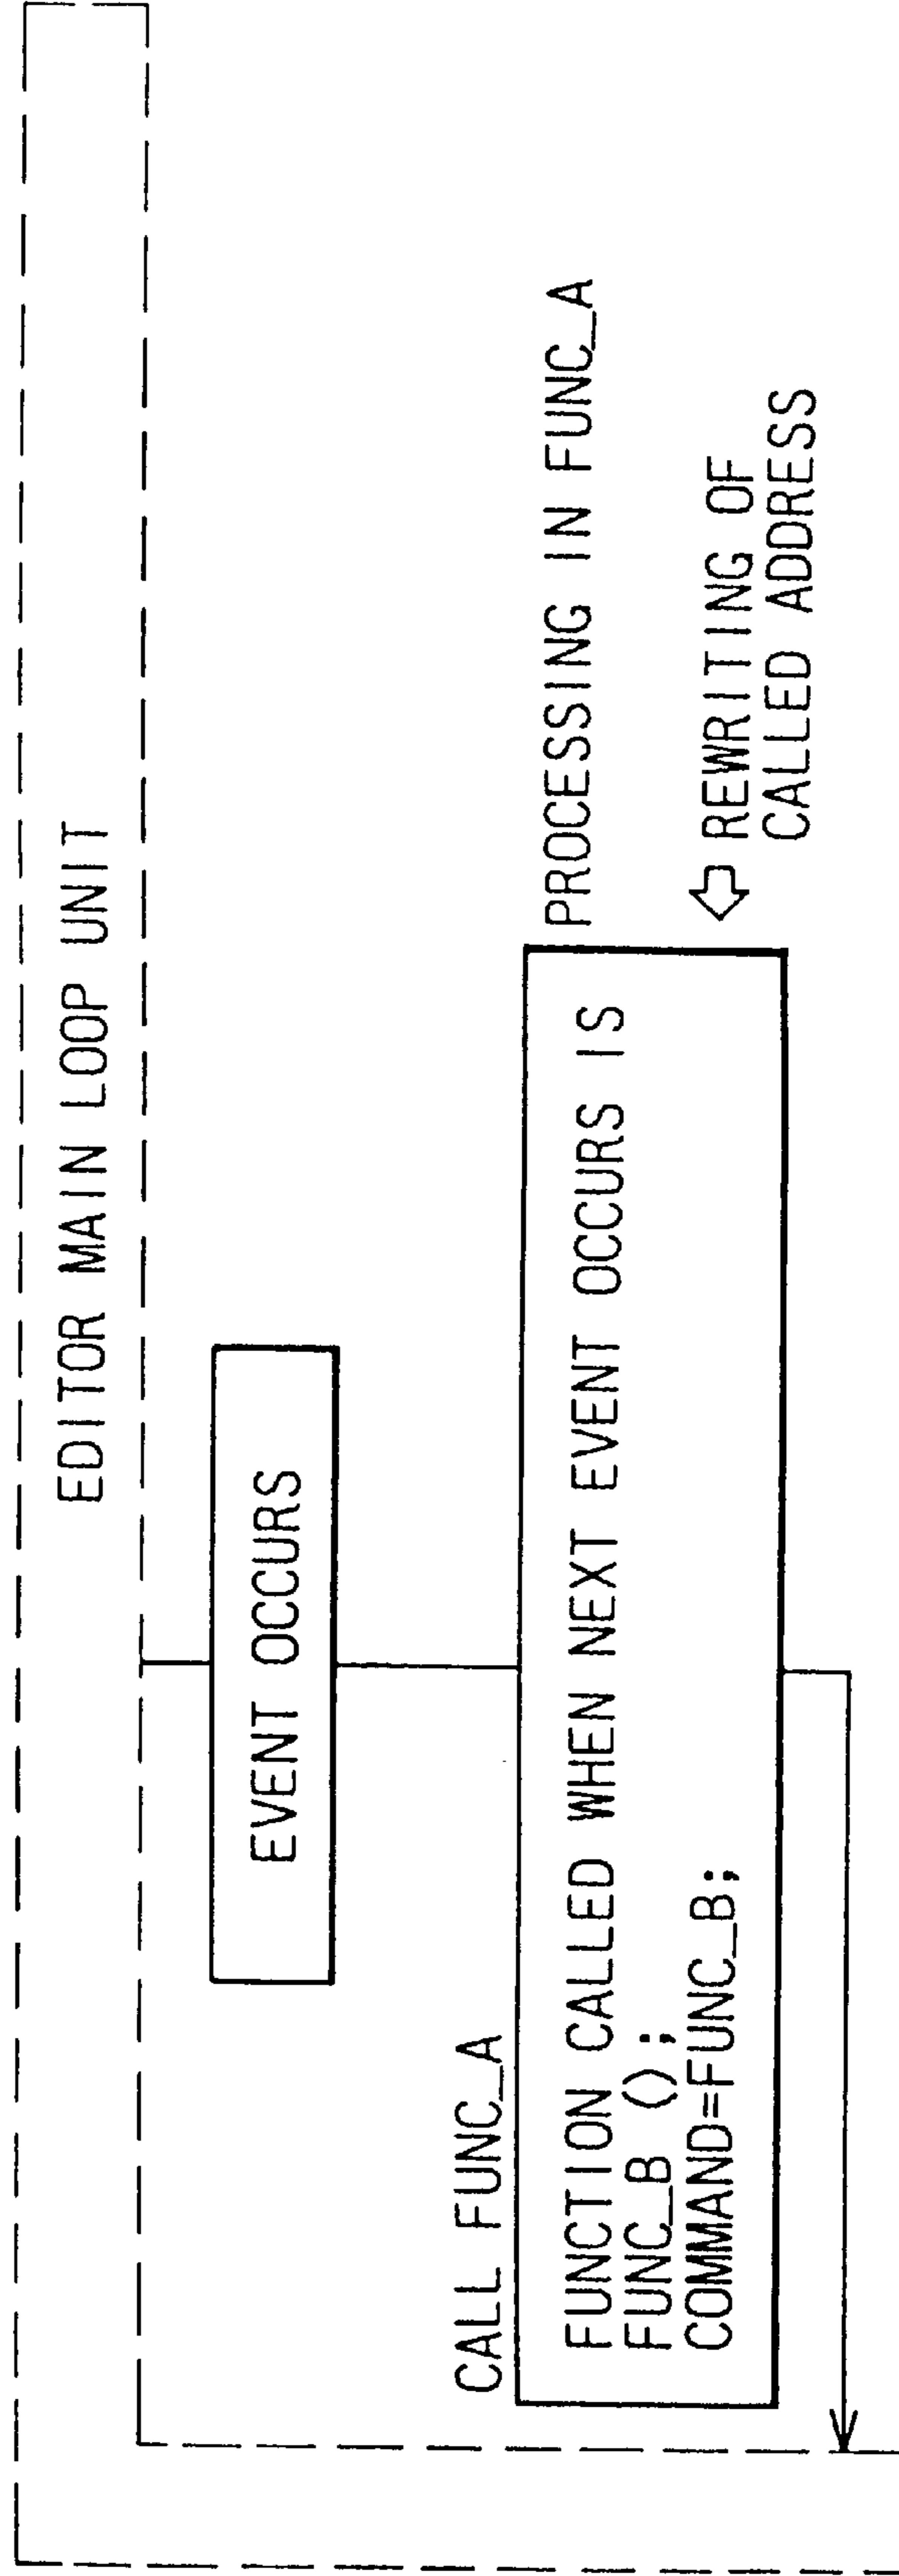 EDITOR MAIN LOOP UNIT
EVENT OCCURS
CALL FUNC_A
PROCESSING IN FUNC_A
FUNCTION CALLED WHEN NEXT EVENT OCCURS IS
FUNC_B ();
COMMAND=FUNC_B;
REWRITING OF
CALLED ADDRESS